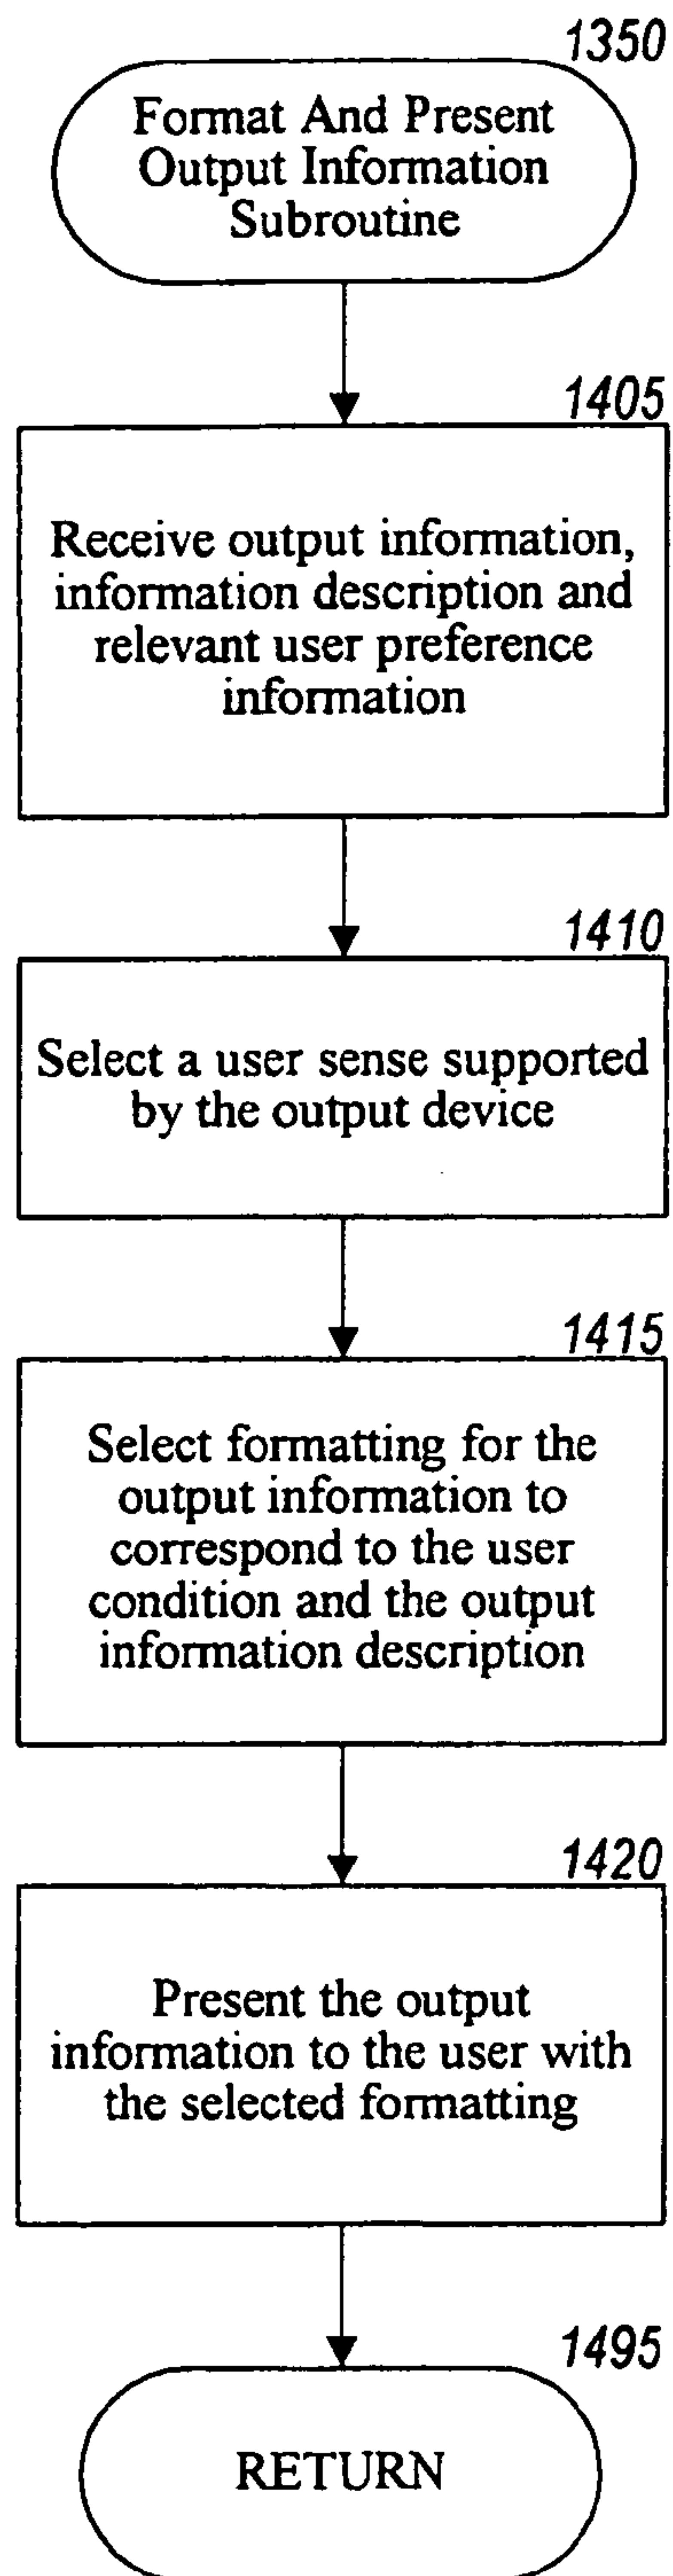 1350
Format And Present
Output Information
Subroutine
1405
Receive output information,
information description and
relevant user preference
information
1410
Select a user sense supported
by the output device
1415
Select formatting for the
output information to
correspond to the user
condition and the output
information description
1420
Present the output
information to the user with
the selected formatting
1495
RETURN